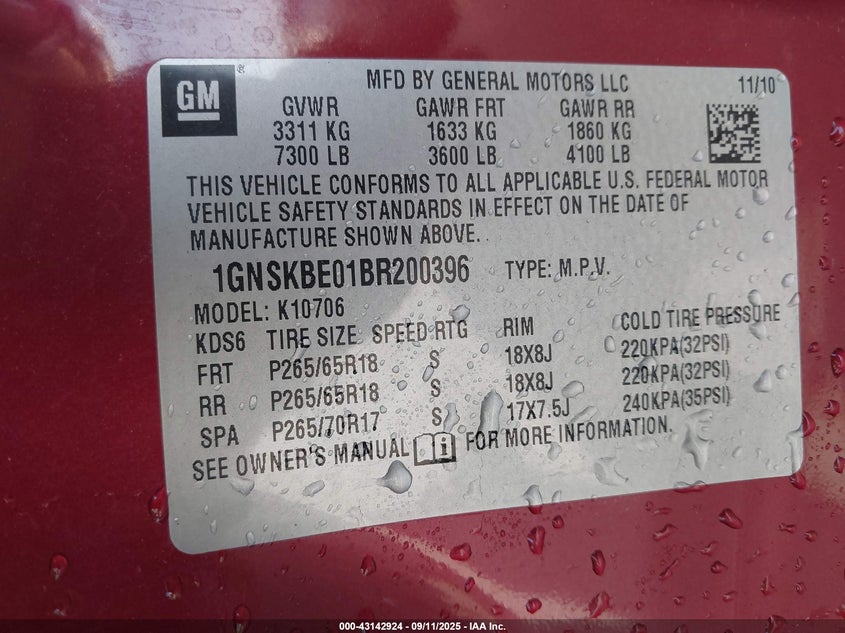 GM
MFD BY GENERAL MOTORS LLC 11/10
GVWR GAWR FRT GAWR RR
3311 KG 1633 KG 1860 KG
7300 LB 3600 LB 4100 LB
THIS VEHICLE CONFORMS TO ALL APPLICABLE U.S. FEDERAL MOTOR
VEHICLE SAFETY STANDARDS IN EFFECT ON THE DATE OF
MANUFACTURE SHOWN ABOVE.
1GNSKBE01BR200396 TYPE: M.P.V.
MODEL: K10706
KDS6 TIRE SIZE SPEED RTG RIM COLD TIRE PRESSURE
FRT P265/65R18 S 18X8J 220KPA(32PSI)
RR P265/65R18 S 18X8J 220KPA(32PSI)
SPA P265/70R17 S 17X7.5J 240KPA(35PSI)
SEE OWNER'S MANUAL FOR MORE INFORMATION.
000-43142924 - 09/11/2025 - IAA Inc.